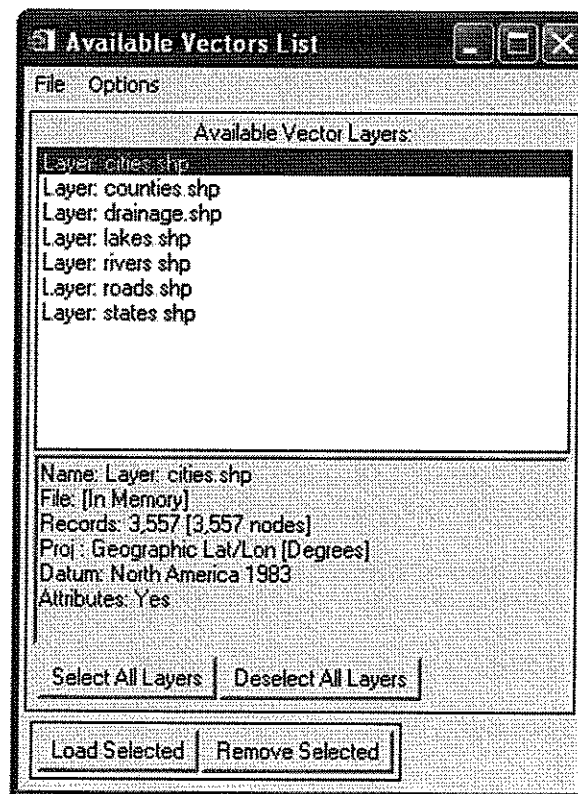 Available Vectors List
File Options
Available Vector Layers:
Layer: cities.shp
Layer: counties.shp
Layer: drainage.shp
Layer: lakes.shp
Layer: rivers.shp
Layer: roads.shp
Layer: states.shp
Name: Layer: cities.shp
File: [In Memory]
Records: 3,557 [3,557 nodes]
Proj : Geographic Lat/Lon [Degrees]
Datum: North America 1983
Attributes: Yes
Select All Layers Deselect All Layers
Load Selected Remove Selected